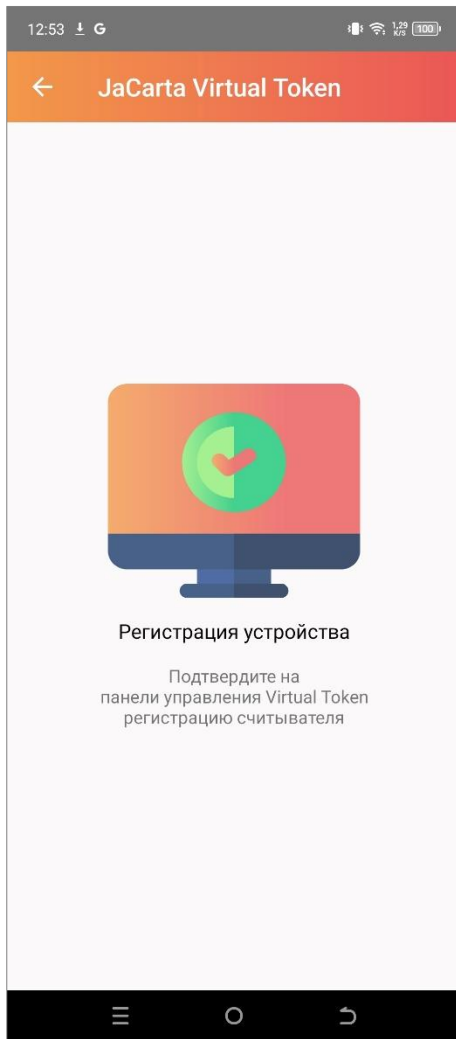 12:53 G 1,29 K/S 100
JaCarta Virtual Token
Регистрация устройства
Подтвердите на
панели управления Virtual Token
регистрацию считывателя